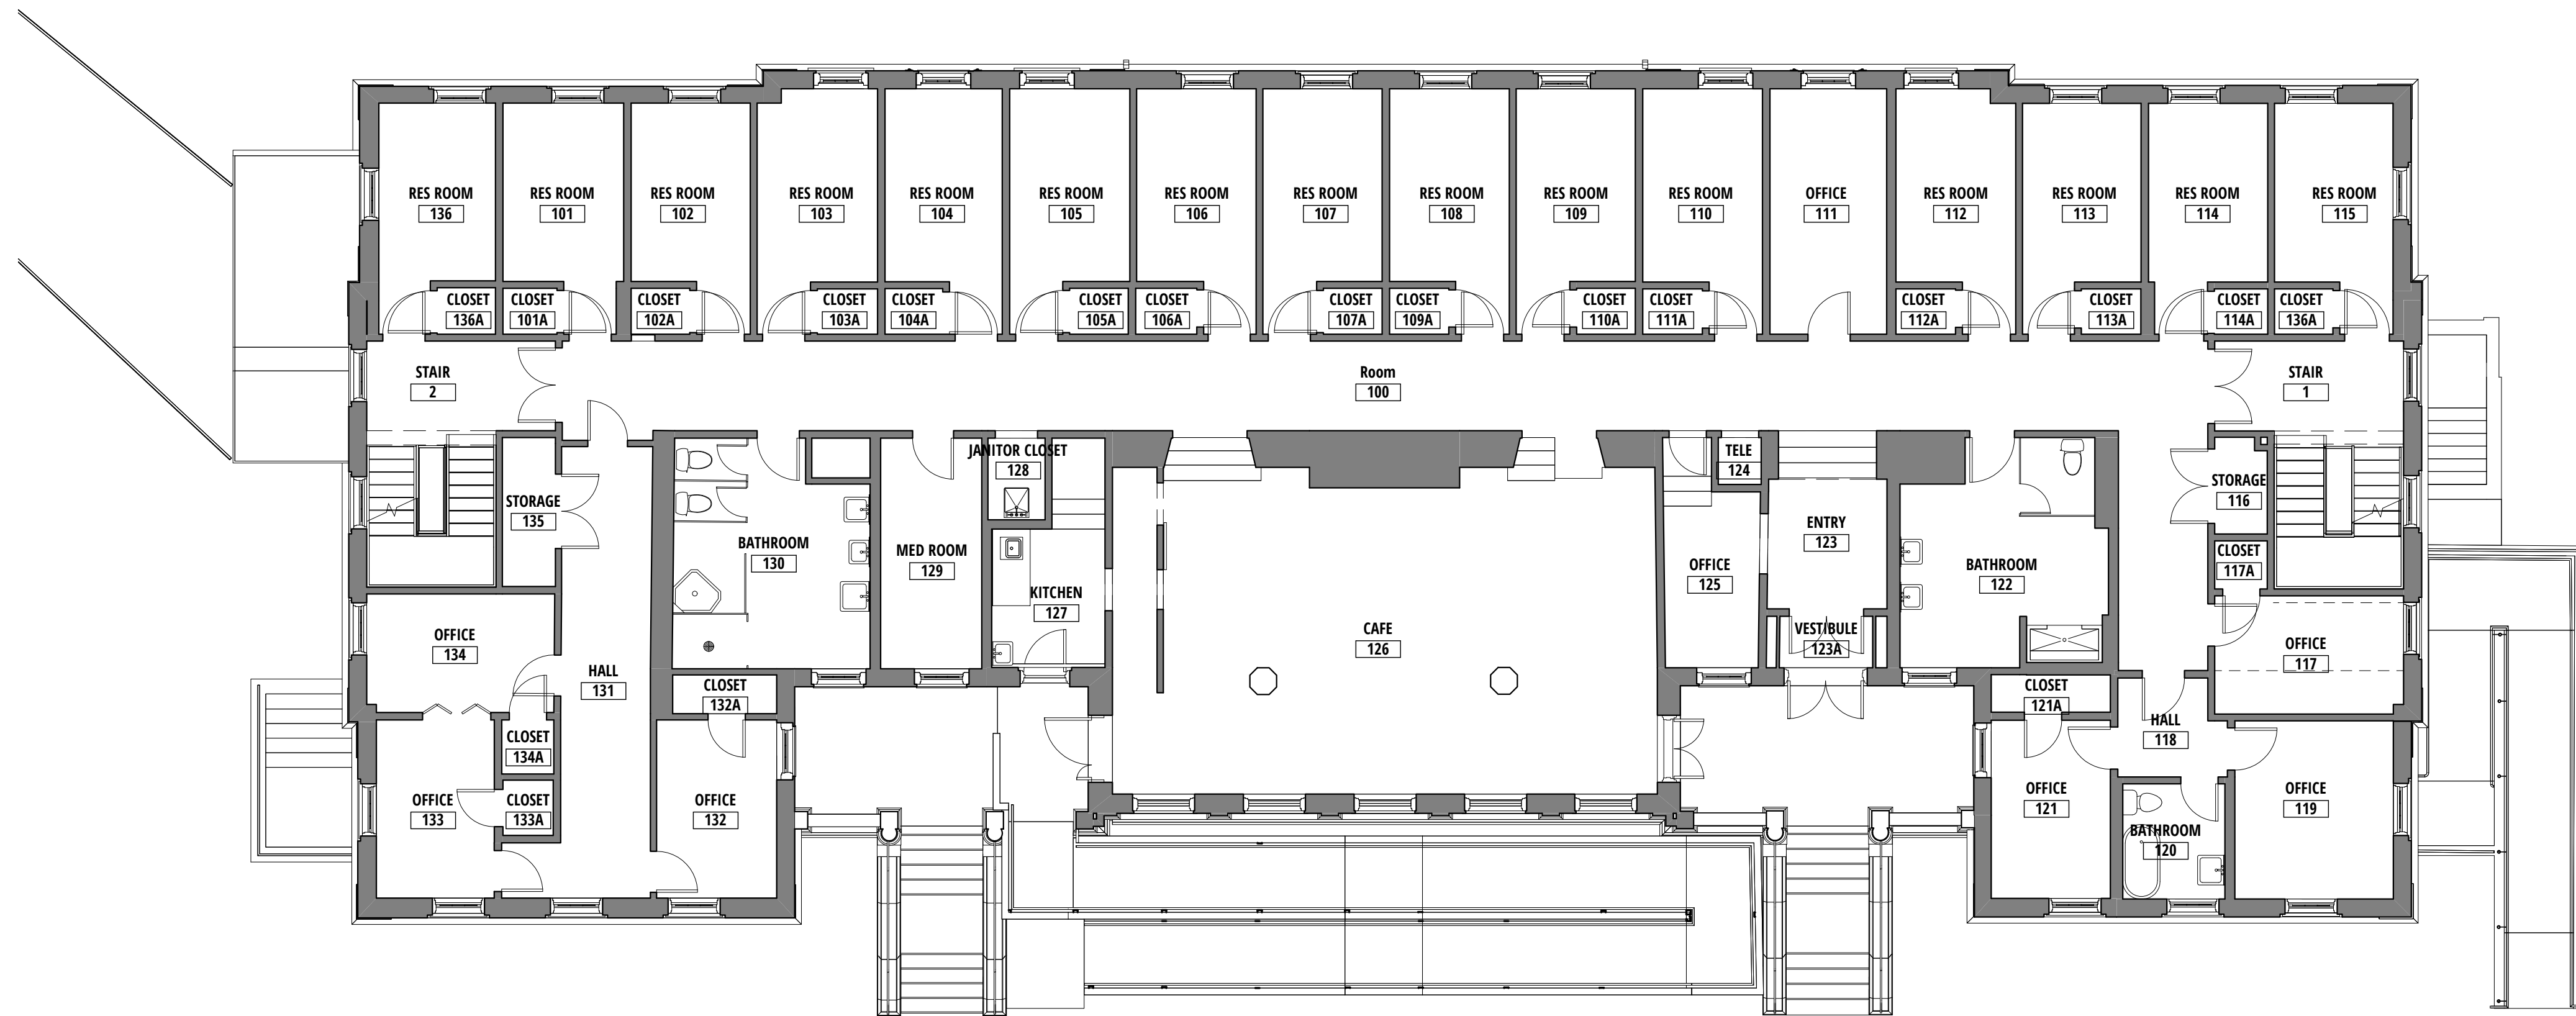 RES ROOM
136
RES ROOM
101
RES ROOM
102
RES ROOM
103
RES ROOM
104
RES ROOM
105
RES ROOM
106
RES ROOM
107
RES ROOM
108
RES ROOM
109
RES ROOM
110
OFFICE
111
RES ROOM
112
RES ROOM
113
RES ROOM
114
RES ROOM
115
CLOSET
136A
CLOSET
101A
CLOSET
102A
CLOSET
103A
CLOSET
104A
CLOSET
105A
CLOSET
106A
CLOSET
107A
CLOSET
109A
CLOSET
110A
CLOSET
111A
CLOSET
112A
CLOSET
113A
CLOSET
114A
CLOSET
136A
STAIR
2
Room
100
STAIR
1
STORAGE
135
BATHROOM
130
MED ROOM
129
JANITOR CLOSET
128
KITCHEN
127
CAFE
126
OFFICE
125
TELE
124
ENTRY
123
VESTIBULE
123A
BATHROOM
122
STORAGE
116
CLOSET
117A
OFFICE
117
OFFICE
134
HALL
131
CLOSET
132A
CLOSET
134A
OFFICE
133
CLOSET
133A
OFFICE
132
CLOSET
121A
HALL
118
OFFICE
121
BATHROOM
120
OFFICE
119